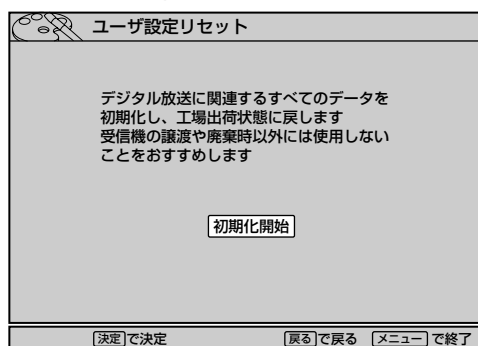 ユーザ設定リセット
デジタル放送に関連するすべてのデータを
初期化し、工場出荷状態に戻します
受信機の譲渡や廃棄時以外には使用しない
ことをおすすめします
初期化開始
決定で決定 戻るで戻る メニューで終了